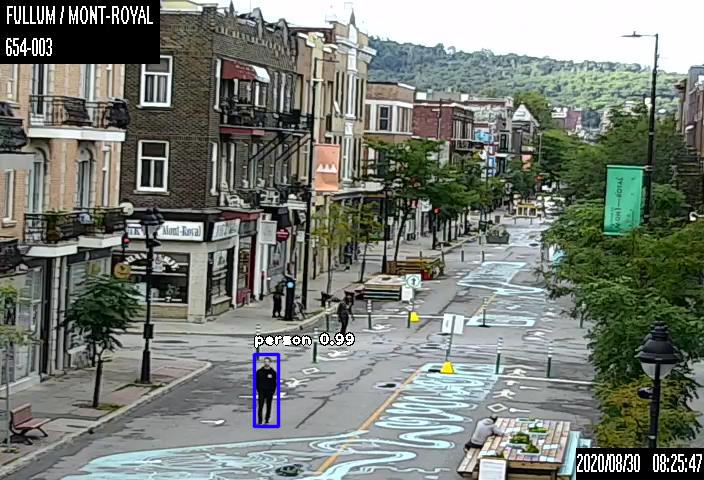 FULLUM / MONT-ROYAL
654-003
Mont-Royal
MONT-ROYAL
person 0.99
2020/08/30 08:25:47